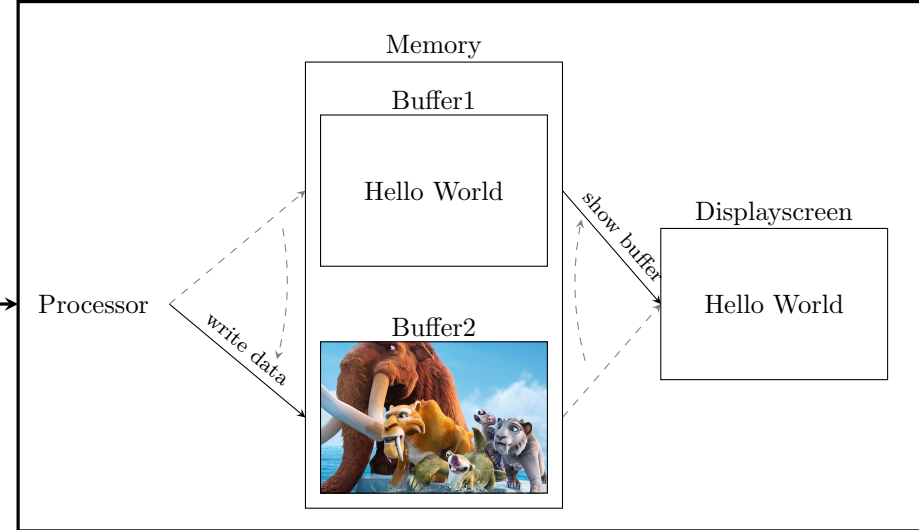 Memory
Buffer1
Hello World
show buffer
Displayscreen
Hello World
Processor
write data
Buffer2